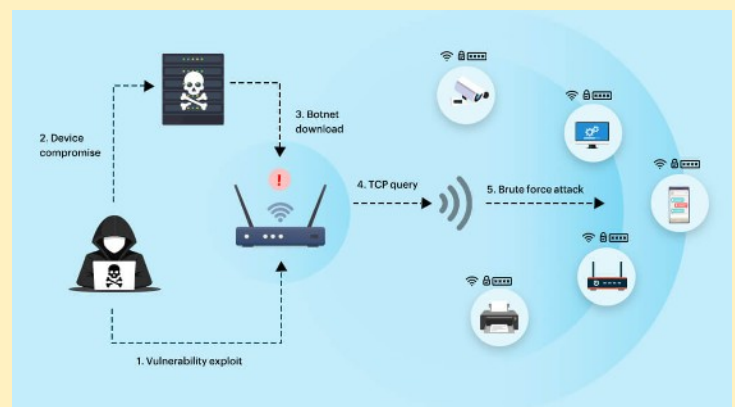 3. Botnet
download
2. Device
compromise
!
4. TCP query
5. Brute force attack
1. Vulnerability exploit